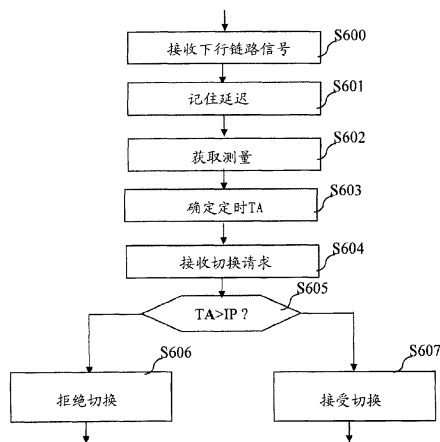 S600
接收下行链路信号
S601
记住延迟
S602
获取测量
S603
确定定时TA
S604
接收切换请求
S605
TA>IP?
S606
拒绝切换
S607
接受切换